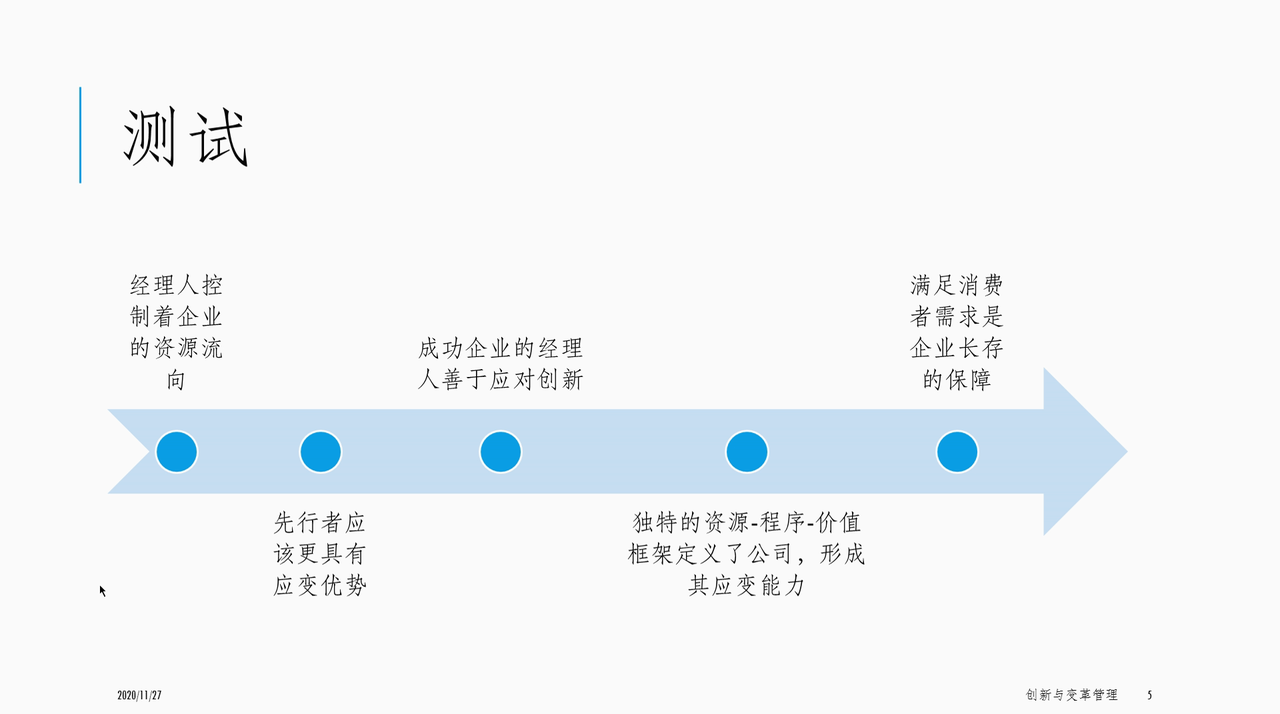 测试
经理人控
制着企业
的资源流
向
先行者应
该更具有
应变优势
成功企业的经理
人善于应对创新
独特的资源-程序-价值
框架定义了公司，形成
其应变能力
满足消费
者需求是
企业长存
的保障
2020/11/27
创新与变革管理
5